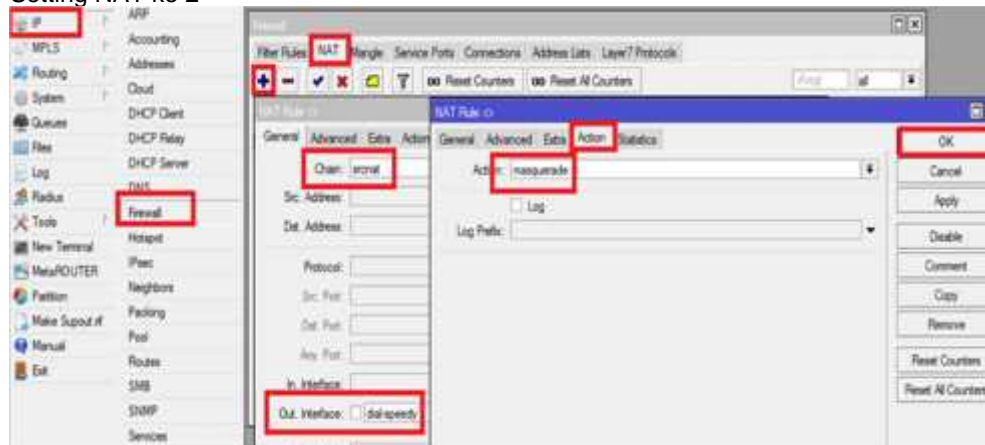 Setting NAT ke 2
IP
MPLS
Routing
System
Queues
Files
Log
Radius
Tools
New Terminal
MetaROUTER
Partition
Make Supout.rif
Manual
Exit
ARP
Accounting
Addresses
Cloud
DHCP Client
DHCP Relay
DHCP Server
DNS
Firewall
Hotspot
IPsec
Neighbors
Packing
Pool
Routes
SMB
SNMP
Services
Firewall
Filter Rules NAT Mangle Service Ports Connections Address Lists Layer7 Protocols
00 Reset Counters 00 Reset All Counters Find all
NAT Rule <>
General Advanced Extra Action
Chain: srcnat
Src. Address:
Dst. Address:
Protocol:
Src. Port:
Dst. Port:
Any. Port:
In. Interface:
Out. Interface: dial-speedy
NAT Rule <>
General Advanced Extra Action Statistics
Action: masquerade
Log
Log Prefix:
OK
Cancel
Apply
Disable
Comment
Copy
Remove
Reset Counters
Reset All Counters